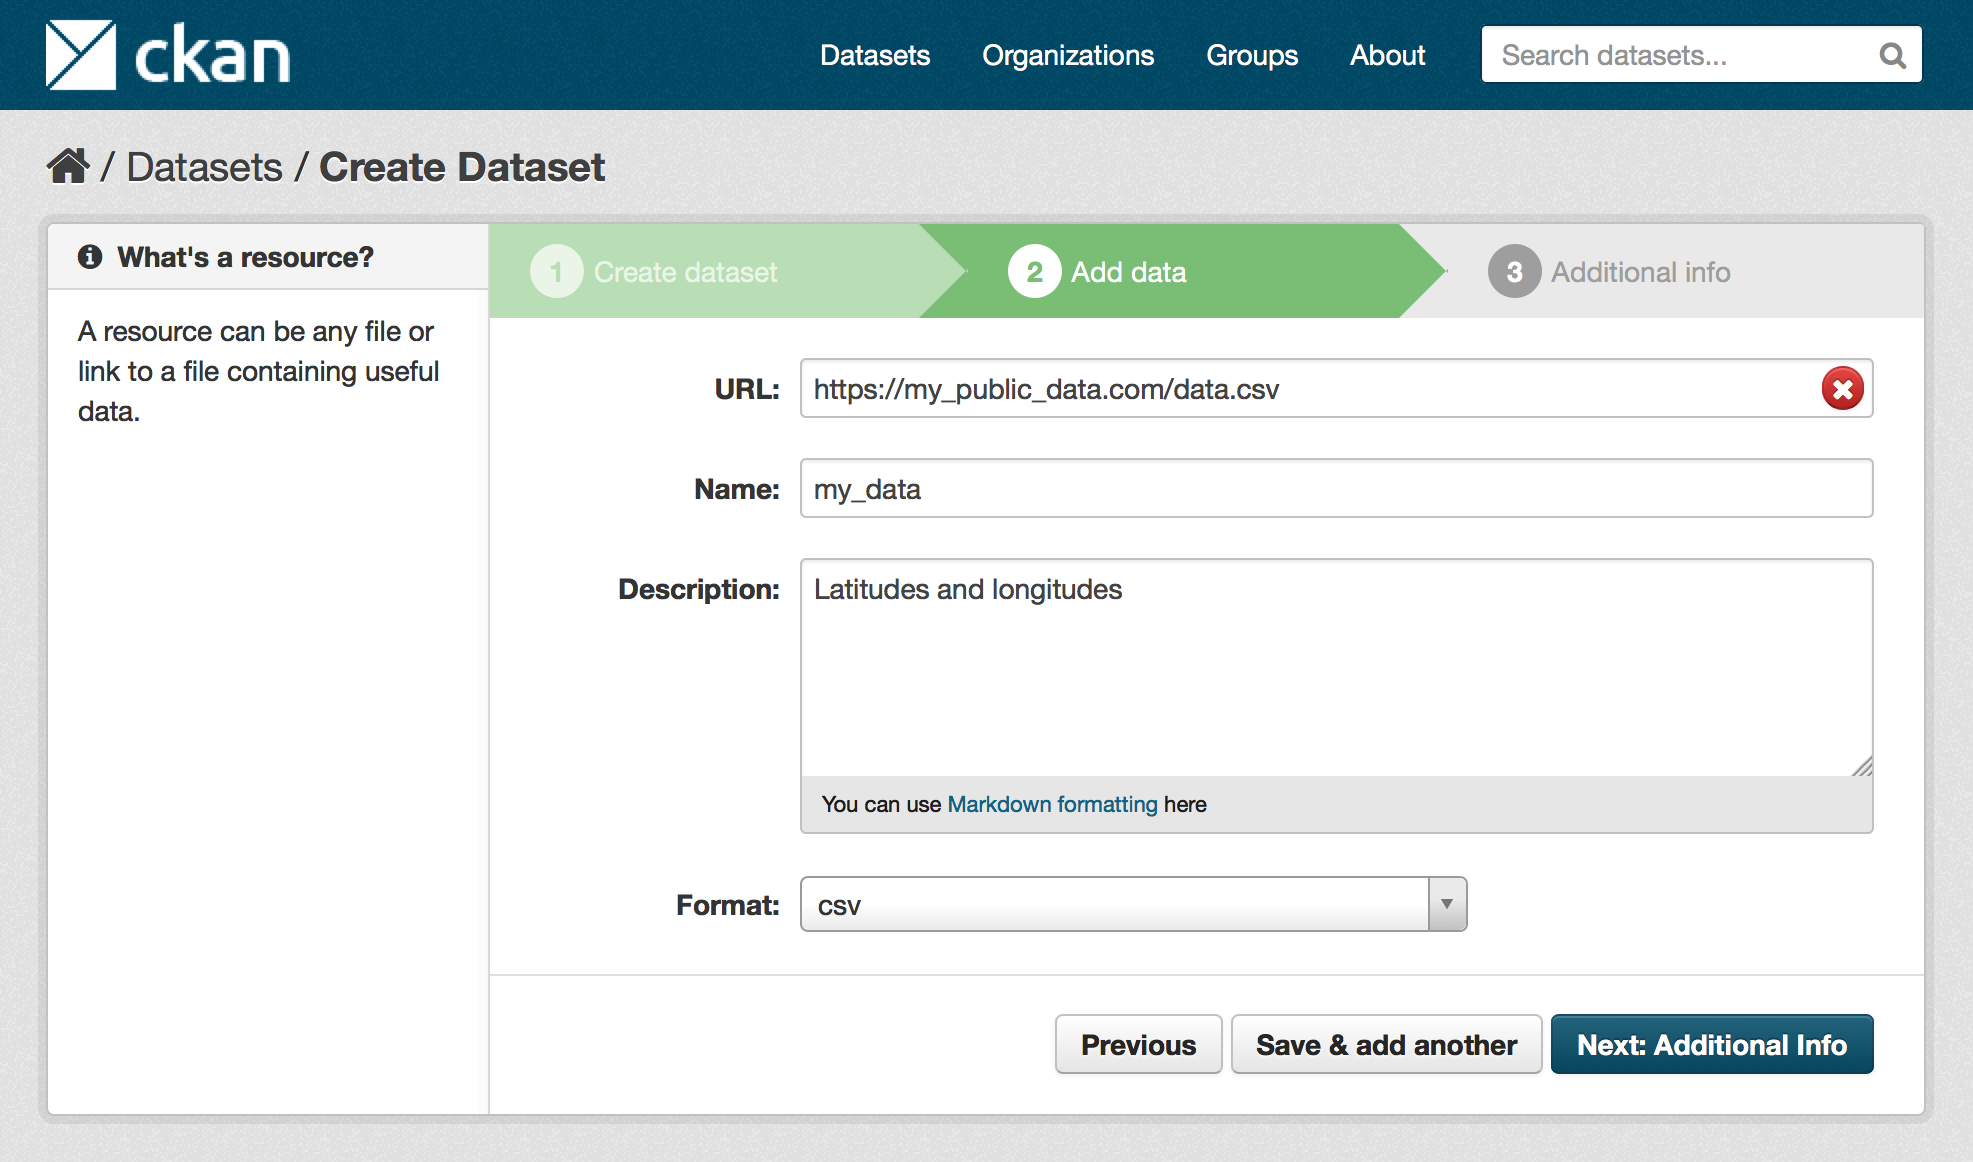 ckan
Datasets Organizations Groups About Search datasets...
/ Datasets / Create Dataset
What's a resource?
A resource can be any file or
link to a file containing useful
data.
1 Create dataset 2 Add data 3 Additional info
URL: https://my_public_data.com/data.csv
Name: my_data
Description: Latitudes and longitudes
You can use Markdown formatting here
Format: csv
Previous Save & add another Next: Additional Info